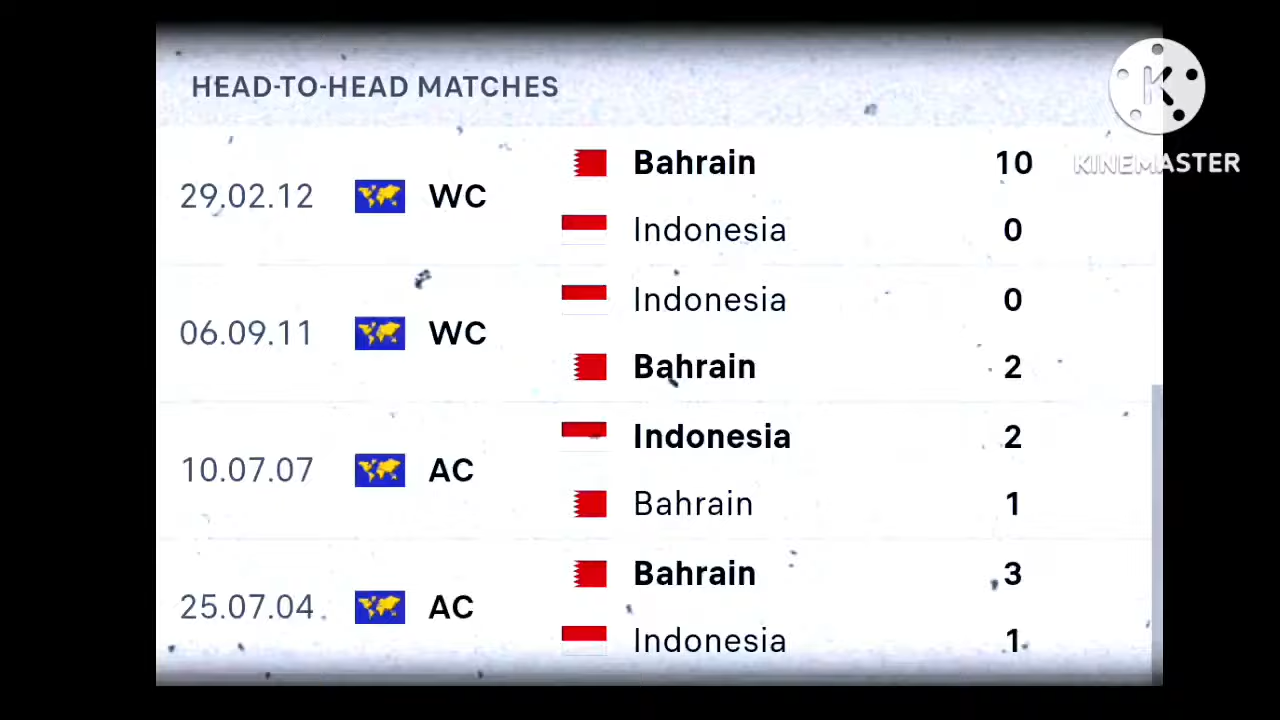 HEAD-TO-HEAD MATCHES
K
KINEMASTER
29.02.12 WC Bahrain 10
Indonesia 0
06.09.11 WC Indonesia 0
Bahrain 2
10.07.07 AC Indonesia 2
Bahrain 1
25.07.04 AC Bahrain 3
Indonesia 1